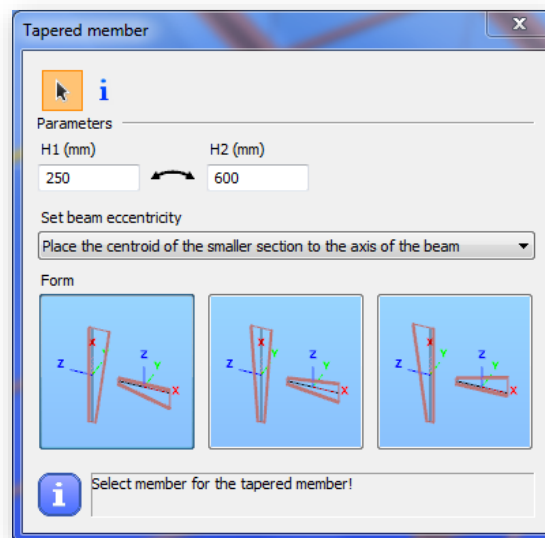 Tapered member
x
i
Parameters
H1 (mm)
H2 (mm)
250
600
Set beam eccentricity
Place the centroid of the smaller section to the axis of the beam
Form
X
Y
Z
Z
Y
X
X
Y
Z
Z
Y
X
X
Y
Z
Z
Y
X
i
Select member for the tapered member!